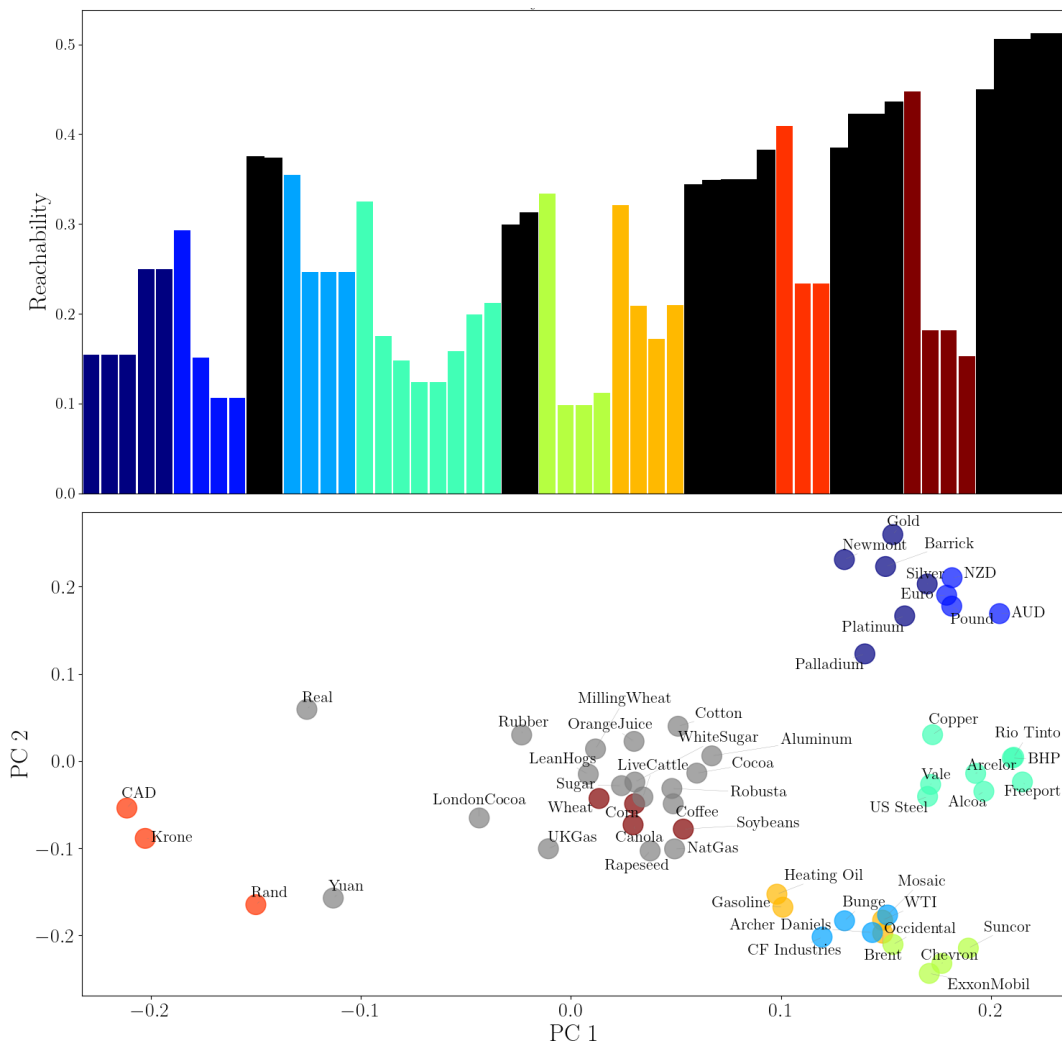 0.5
0.4
0.3
0.2
0.1
0.0
Reachability
Gold
Newmont
Barrick
Silver
NZD
Euro
Pound
AUD
Platinum
Palladium
0.2
0.1
0.0
−0.1
−0.2
PC 2
Real
MillingWheat
Rubber
OrangeJuice
Cotton
WhiteSugar
Aluminum
LeanHogs
LiveCattle
Cocoa
Sugar
Robusta
Wheat
Corn
Coffee
Soybeans
LondonCocoa
UKGas
Canola
NatGas
Rapeseed
CAD
Krone
Rand
Yuan
Copper
Rio Tinto
Arcelor
BHP
Vale
Freeport
US Steel
Alcoa
Heating Oil
Mosaic
Gasoline
Bunge
WTI
Archer Daniels
Occidental
Suncor
CF Industries
Brent
Chevron
ExxonMobil
−0.2
−0.1
0.0
0.1
0.2
PC 1